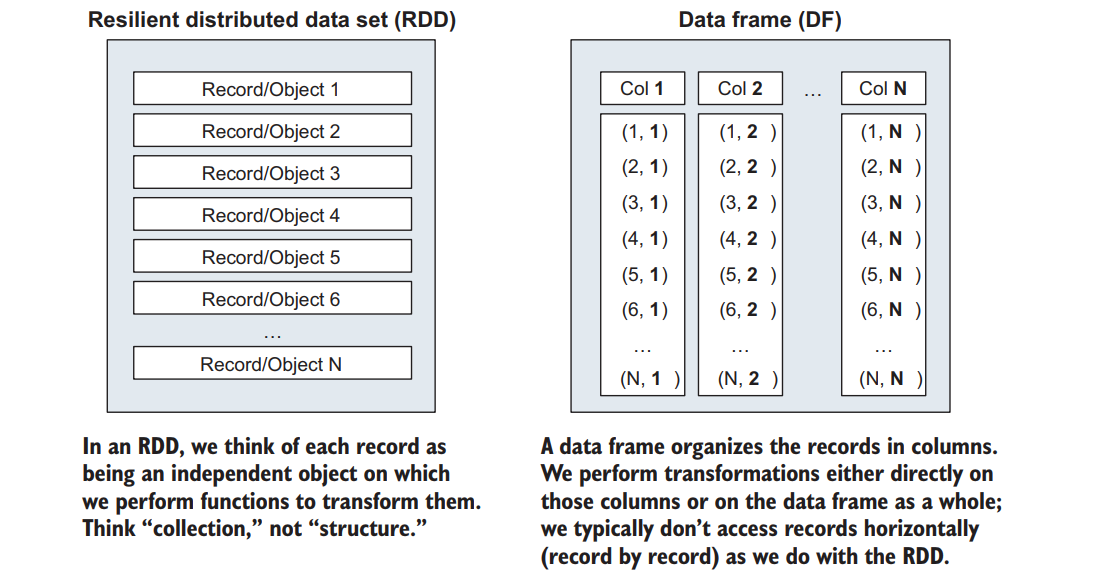 Resilient distributed data set (RDD)
Record/Object 1
Record/Object 2
Record/Object 3
Record/Object 4
Record/Object 5
Record/Object 6
…
Record/Object N
In an RDD, we think of each record as
being an independent object on which
we perform functions to transform them.
Think “collection,” not “structure.”
Data frame (DF)
Col 1 Col 2 … Col N
(1, 1) (1, 2 ) (1, N )
(2, 1) (2, 2 ) (2, N )
(3, 1) (3, 2 ) (3, N )
(4, 1) (4, 2 ) (4, N )
(5, 1) (5, 2 ) (5, N )
(6, 1) (6, 2 ) (6, N )
… … …
(N, 1 ) (N, 2 ) (N, N )
A data frame organizes the records in columns.
We perform transformations either directly on
those columns or on the data frame as a whole;
we typically don’t access records horizontally
(record by record) as we do with the RDD.